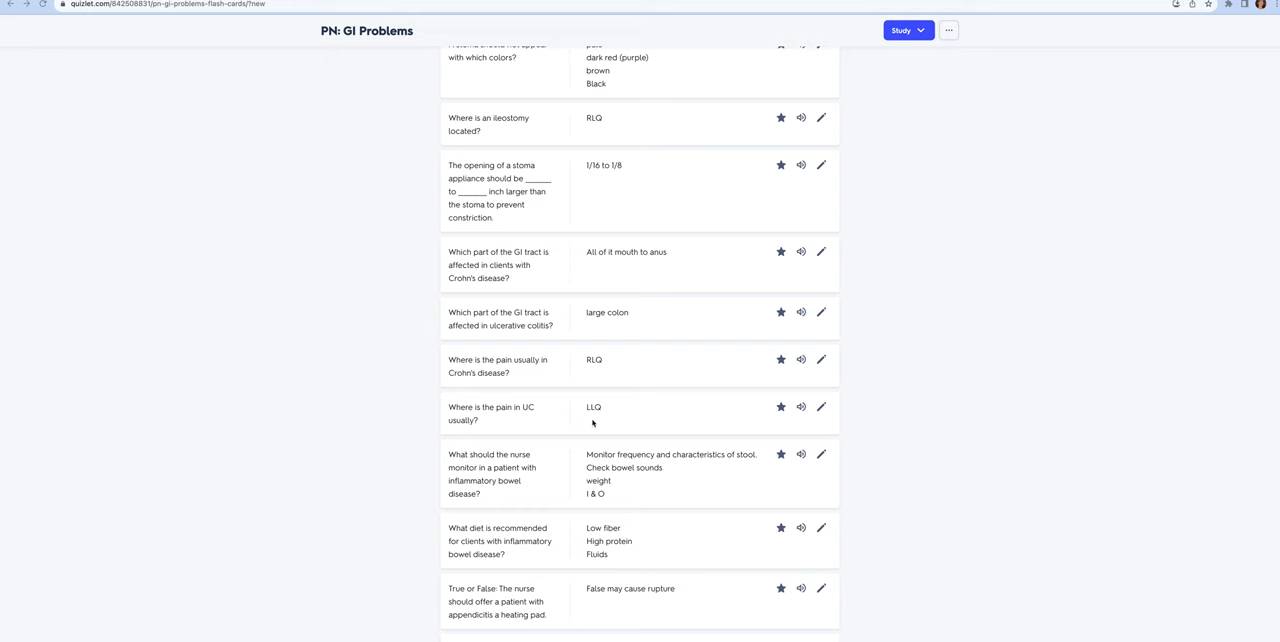 quizlet.com/842508831/pn-gi-problems-flash-cards/?new
PN: GI Problems
Study
with which colors?
dark red (purple)
brown
Black
Where is an ileostomy
located?
RLQ
The opening of a stoma
appliance should be ______
to _______ inch larger than
the stoma to prevent
constriction.
1/16 to 1/8
Which part of the GI tract is
affected in clients with
Crohn's disease?
All of it mouth to anus
Which part of the GI tract is
affected in ulcerative colitis?
large colon
Where is the pain usually in
Crohn's disease?
RLQ
Where is the pain in UC
usually?
LLQ
What should the nurse
monitor in a patient with
inflammatory bowel
disease?
Monitor frequency and characteristics of stool.
Check bowel sounds
weight
I & O
What diet is recommended
for clients with inflammatory
bowel disease?
Low fiber
High protein
Fluids
True or False: The nurse
should offer a patient with
appendicitis a heating pad.
False may cause rupture